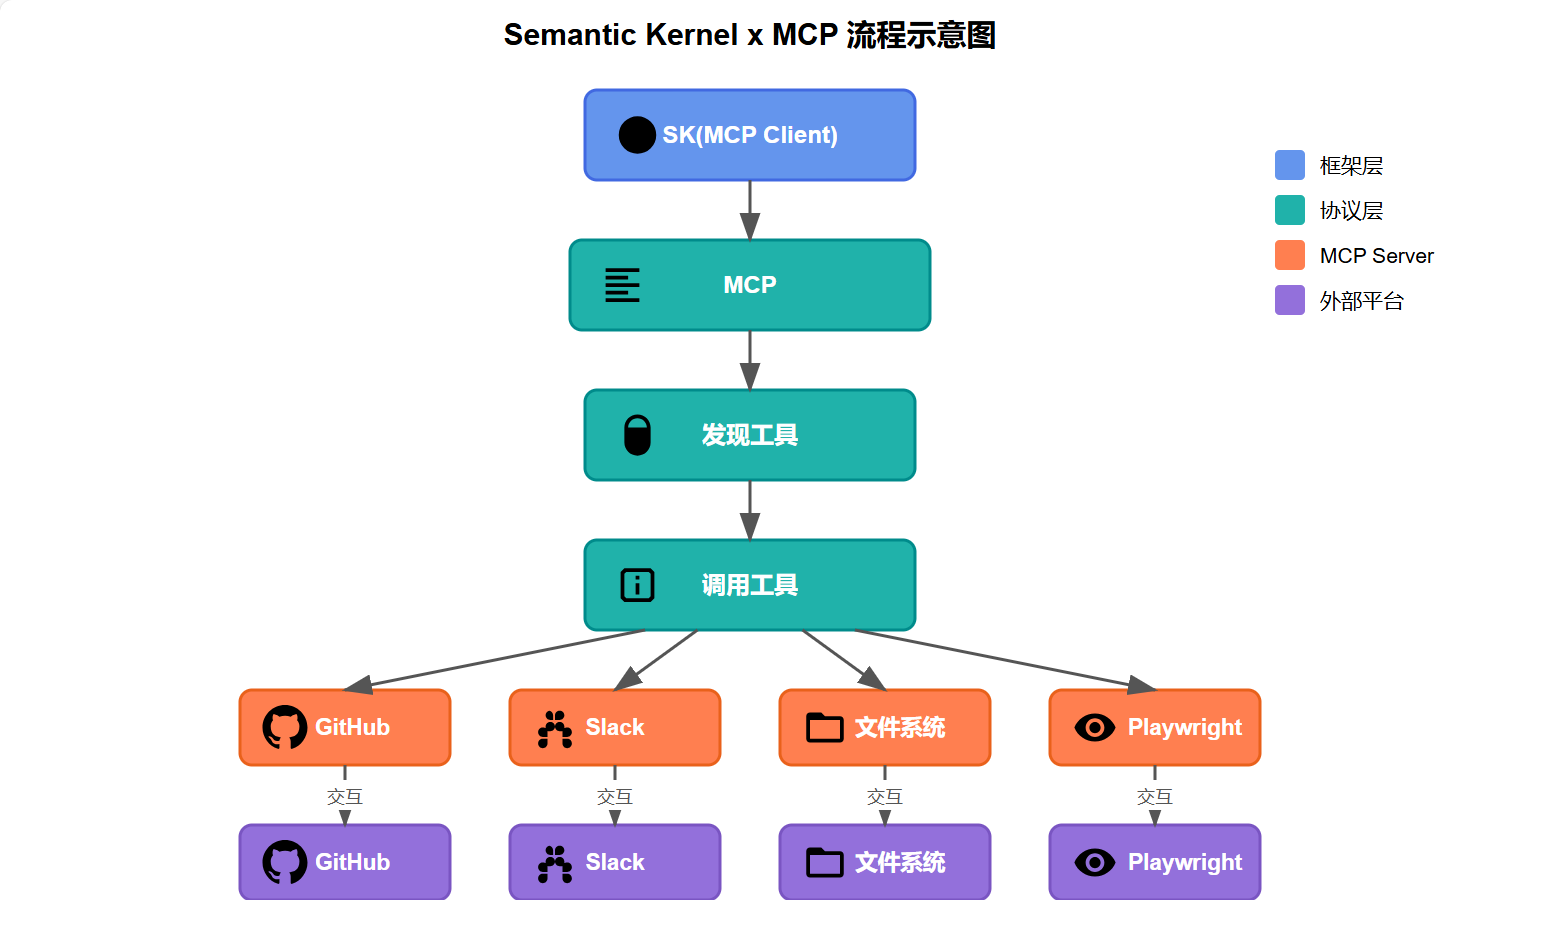 Semantic Kernel x MCP 流程示意图
SK(MCP Client)
框架层
协议层
MCP Server
外部平台
MCP
发现工具
调用工具
GitHub
Slack
文件系统
Playwright
交互
交互
交互
交互
GitHub
Slack
文件系统
Playwright